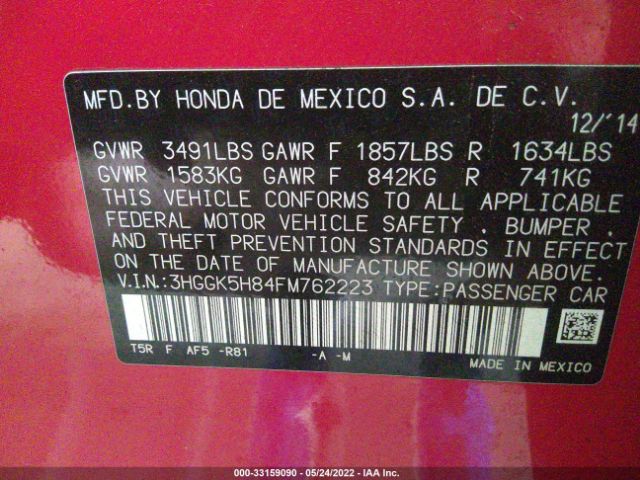 MFD.BY HONDA DE MEXICO S.A. DE C.V.
12/'14
GVWR 3491LBS GAWR F 1857LBS R 1634LBS
GVWR 1583KG GAWR F 842KG R 741KG
THIS VEHICLE CONFORMS TO ALL APPLICABLE
FEDERAL MOTOR VEHICLE SAFETY , BUMPER ,
AND THEFT PREVENTION STANDARDS IN EFFECT
ON THE DATE OF MANUFACTURE SHOWN ABOVE.
V.I.N.:3HGGK5H84FM762223 TYPE:PASSENGER CAR
T5R F AF5 -R81 -A -M
MADE IN MEXICO
000-33159090 - 05/24/2022 - IAA Inc.